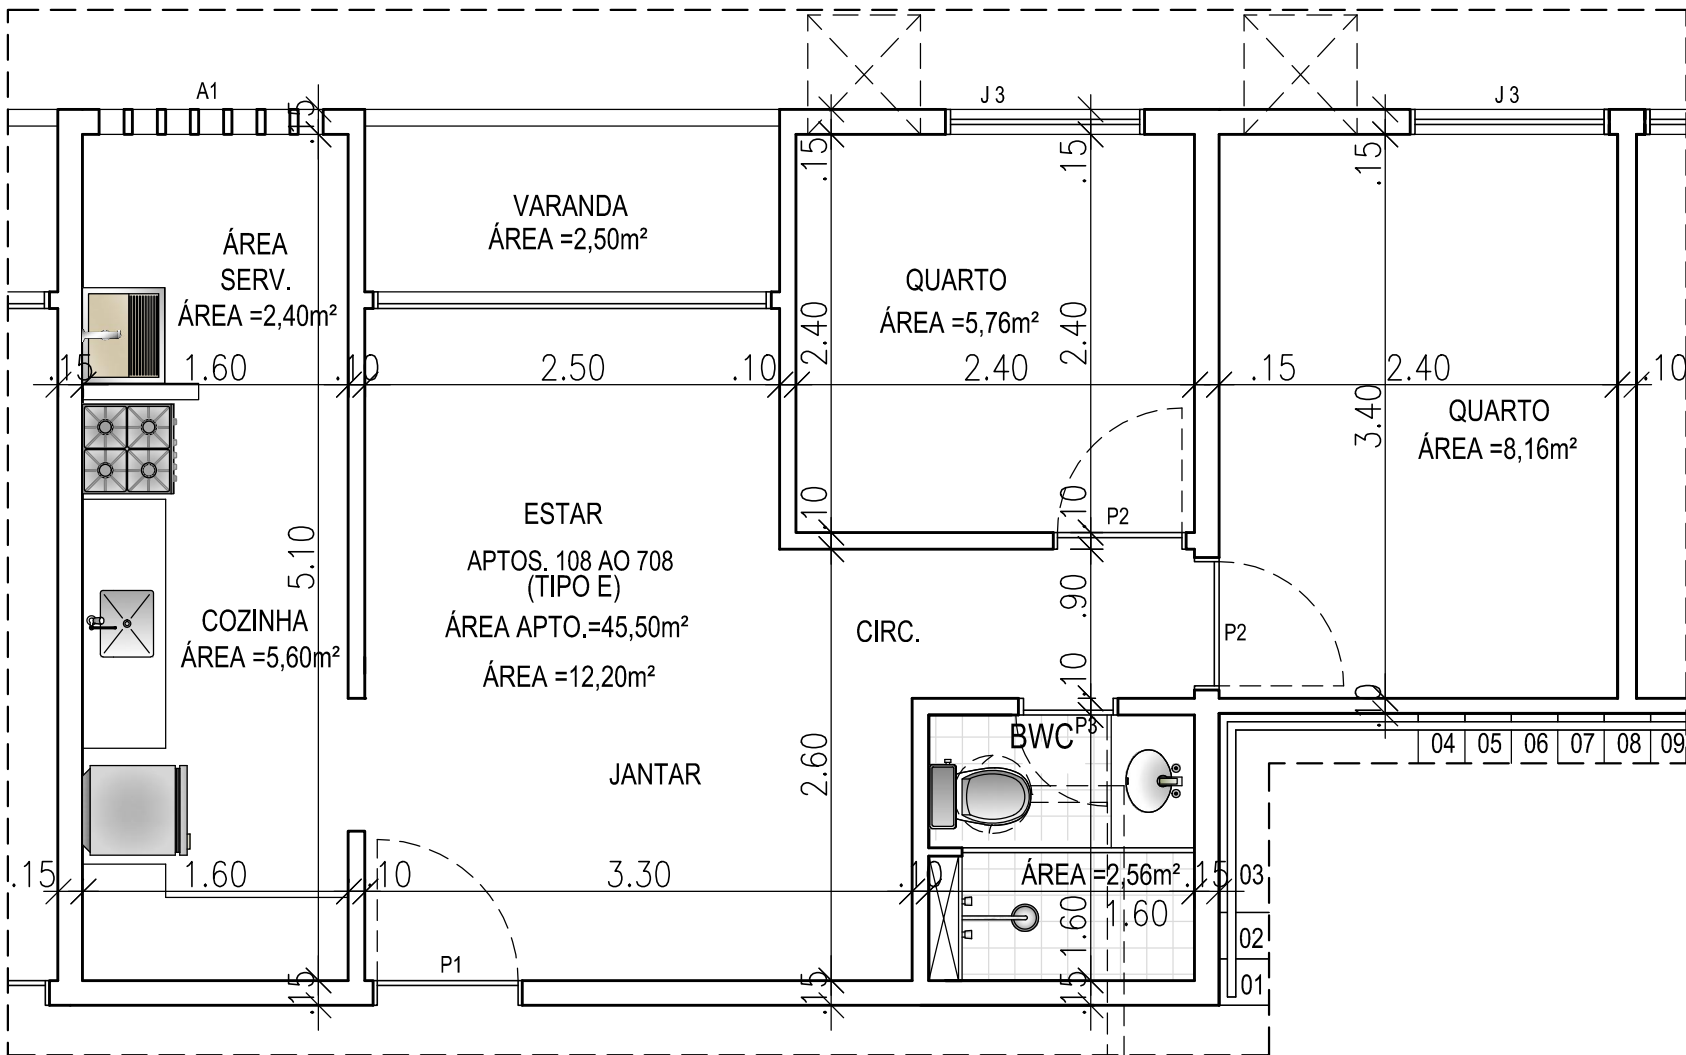 A1
J 3
J 3
.15
.15
.15
.15
VARANDA
ÁREA =2,50m²
ÁREA
SERV.
ÁREA =2,40m²
QUARTO
ÁREA =5,76m²
2.40
2.40
.15
1.60
.10
2.50
.10
2.40
.15
2.40
.10
3.40
QUARTO
ÁREA =8,16m²
5.10
.10
.10
P2
ESTAR
APTOS. 108 AO 708
(TIPO E)
ÁREA APTO.=45,50m²
ÁREA =12,20m²
COZINHA
ÁREA =5,60m²
CIRC.
.90
P2
.10
.10
BWC
P3
2.60
JANTAR
04
05
06
07
08
09
.15
1.60
.10
3.30
.10
ÁREA =2,56m²
.15
03
1.60
1.60
02
P1
.15
.15
.15
01